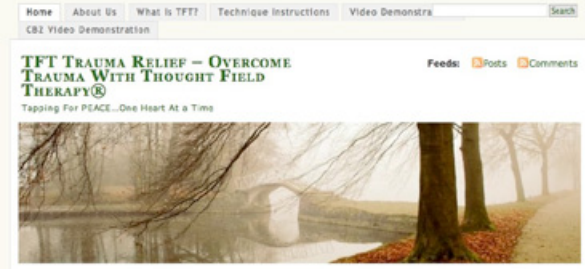 Home About Us What Is TFT? Technique Instructions Video Demonstra Search
CBZ Video Demonstration
TFT Trauma Relief – Overcome Trauma With Thought Field Therapy®
Feeds: Posts Comments
Tapping For PEACE...One Heart At a Time